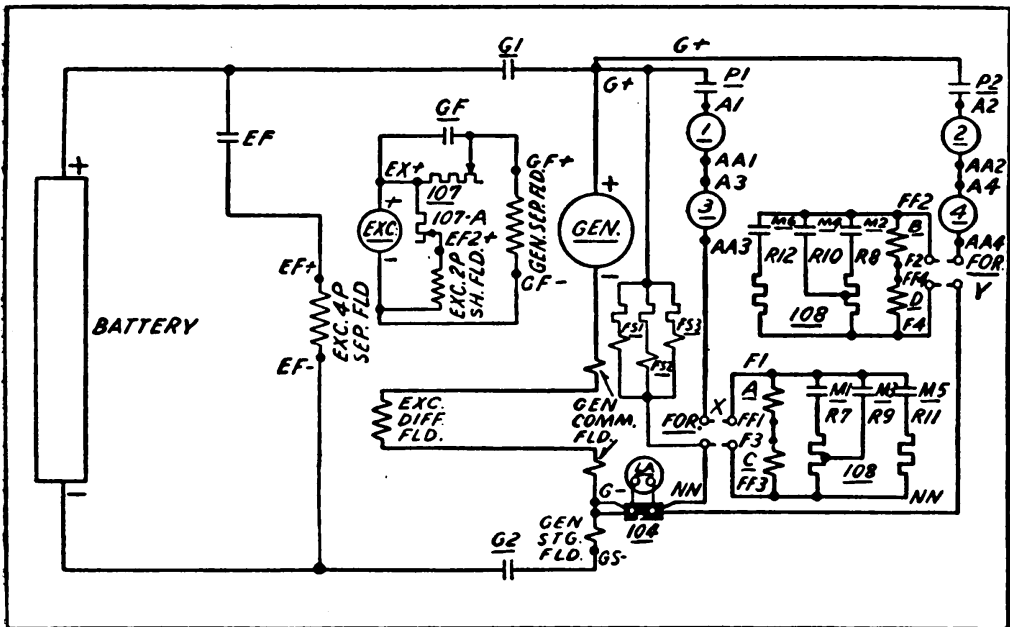 G1
G+
G+
P1
P2
A1
A2
1
2
EF
GF
AA1
A3
AA2
A4
EX+
107
GF+
GEN. SEP. FLD.
GF-
+
EXC.
-
107-A
EF2+
EXC. 2P
SH. FLD.
+
GEN.
-
3
4
AA3
AA4
FF2
M6
M4
M2
B
R12
R10
R8
F2
FF4
D
F4
FOR.
Y
108
+
BATTERY
-
EF+
EXC. 4P
SEP. FLD
EF-
FS1
FS2
FS3
EXC.
DIFF.
FLD.
GEN
COMM.
FLD.
FOR.
X
F1
A
FF1
F3
C
FF3
M1
M3
M5
R7
R9
R11
108
NN
LA
G-
NN
104
GEN
STG.
FLD.
GS-
G2